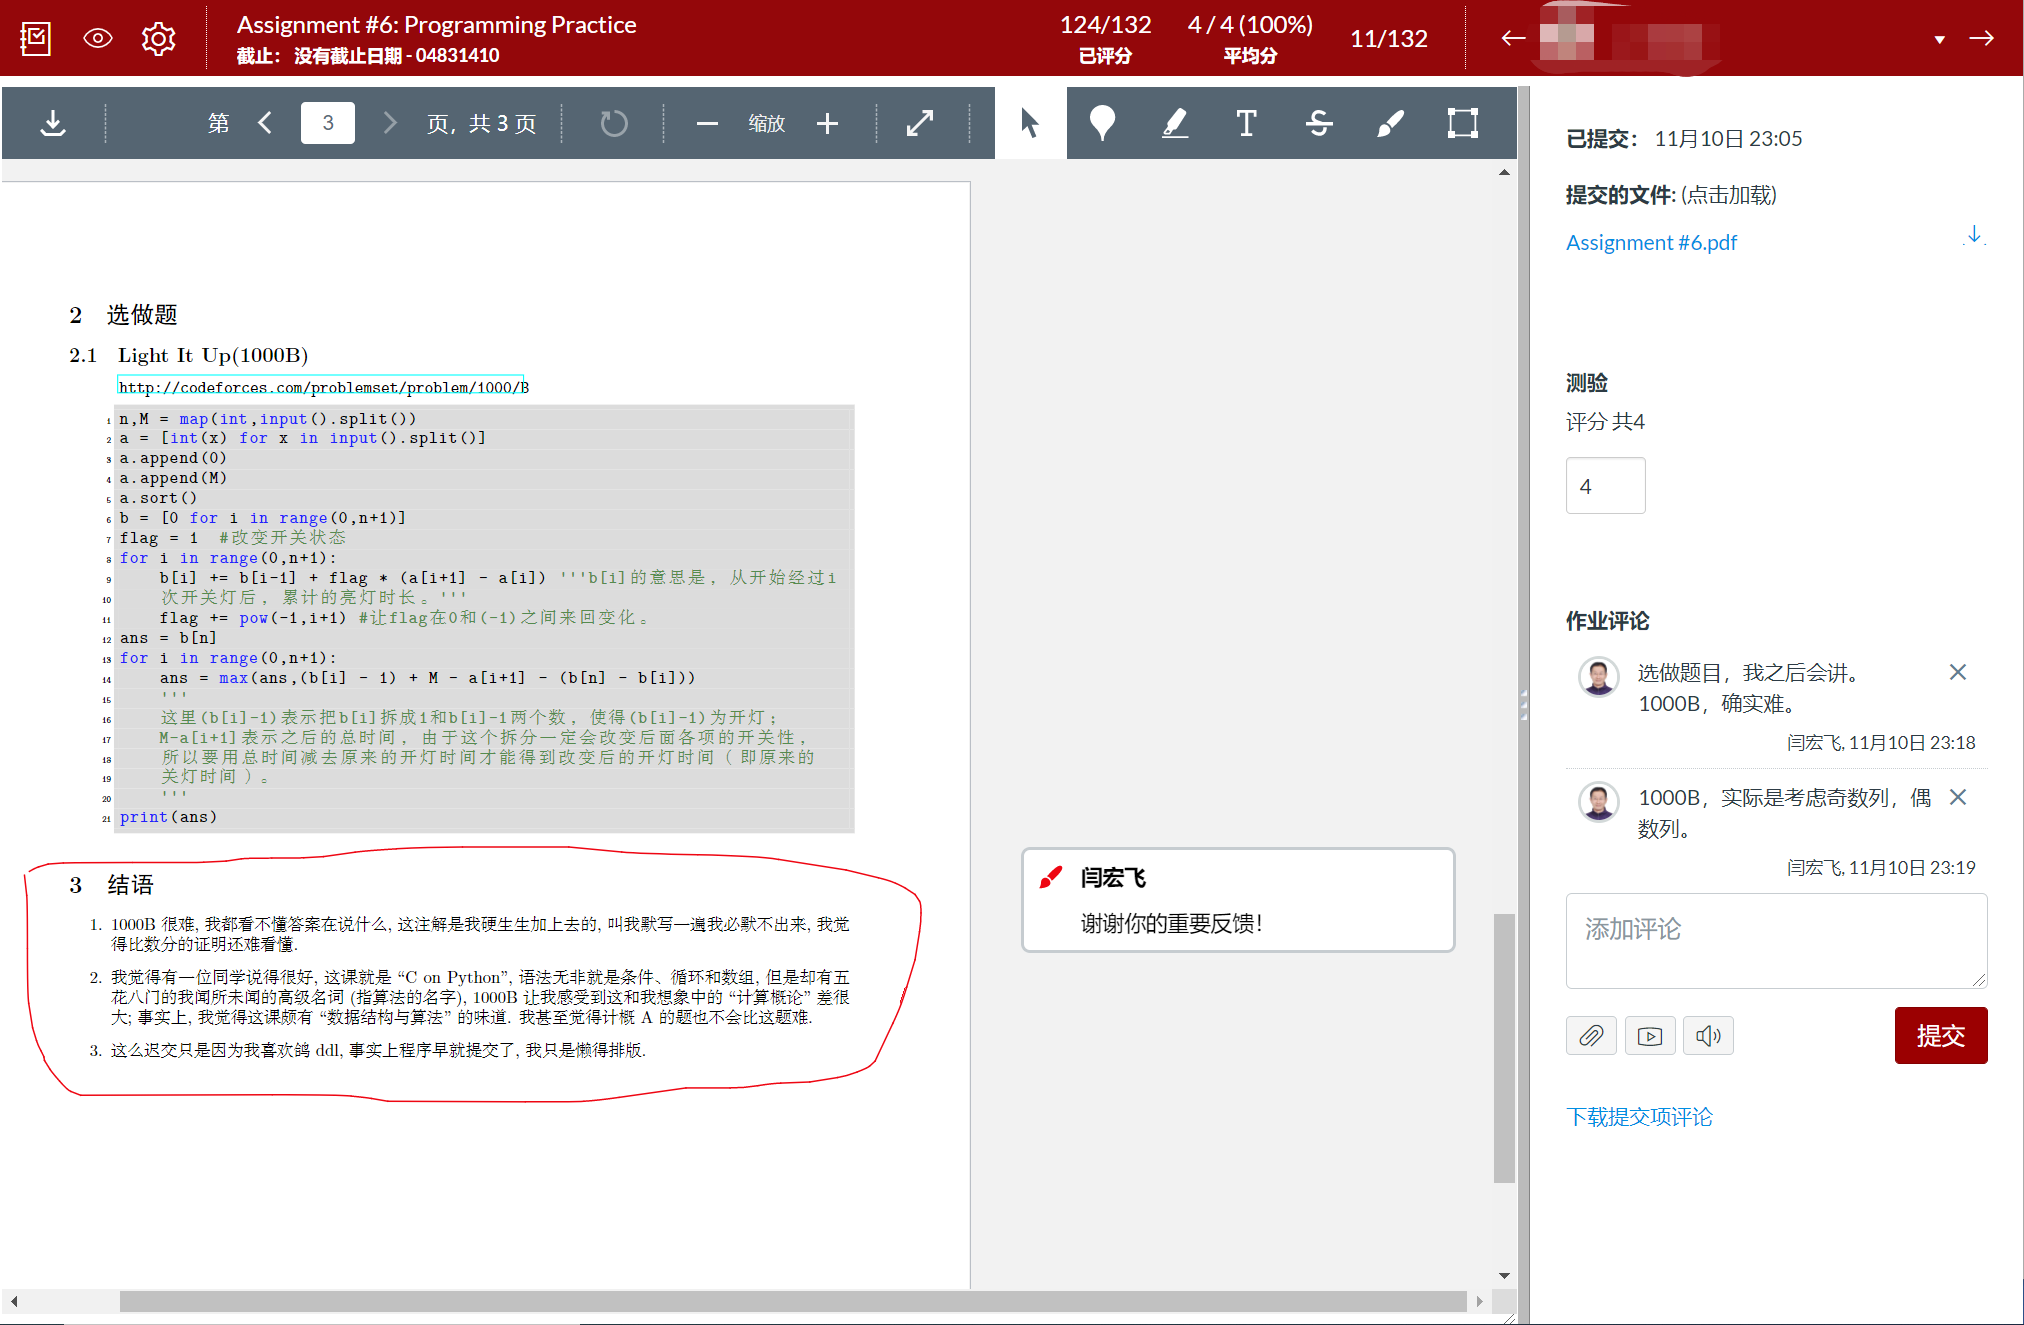 Assignment #6: Programming Practice
截止： 没有截止日期 - 04831410
124/132
已评分
4 / 4 (100%)
平均分
11/132
第
3
页，共 3 页
缩放
T
S
2 选做题
2.1 Light It Up(1000B)
http://codeforces.com/problemset/problem/1000/B
1 n,M = map(int,input().split())
2 a = [int(x) for x in input().split()]
3 a.append(0)
4 a.append(M)
5 a.sort()
6 b = [0 for i in range(0,n+1)]
7 flag = 1 #改变开关状态
8 for i in range(0,n+1):
9 b[i] += b[i-1] + flag * (a[i+1] - a[i]) '''b[i]的意思是，从开始经过i
10 次开关灯后，累计的亮灯时长。'''
11 flag += pow(-1,i+1) #让flag在0和(-1)之间来回变化。
12 ans = b[n]
13 for i in range(0,n+1):
14 ans = max(ans,(b[i] - 1) + M - a[i+1] - (b[n] - b[i]))
15 '''
16 这里(b[i]-1)表示把b[i]拆成1和b[i]-1两个数，使得(b[i]-1)为开灯；
17 M-a[i+1]表示之后的总时间，由于这个拆分一定会改变后面各项的开关性，
18 所以要用总时间减去原来的开灯时间才能得到改变后的开灯时间（即原来的
19 关灯时间）。
20 '''
21 print(ans)
3 结语
1. 1000B 很难, 我都看不懂答案在说什么, 这注解是我硬生生加上去的, 叫我默写一遍我必默不出来, 我觉
得比数分的证明还难看懂.
2. 我觉得有一位同学说得很好, 这课就是 “C on Python”, 语法无非就是条件、循环和数组, 但是却有五
花八门的我闻所未闻的高级名词 (指算法的名字), 1000B 让我感受到这和我想象中的 “计算概论” 差很
大; 事实上, 我觉得这课颇有 “数据结构与算法” 的味道. 我甚至觉得计概 A 的题也不会比这题难.
3. 这么迟交只是因为我喜欢鸽 ddl, 事实上程序早就提交了, 我只是懒得排版.
闫宏飞
谢谢你的重要反馈！
已提交： 11月10日 23:05
提交的文件: (点击加载)
Assignment #6.pdf
测验
评分 共4
4
作业评论
选做题目，我之后会讲。
1000B，确实难。
闫宏飞, 11月10日 23:18
1000B，实际是考虑奇数列，偶
数列。
闫宏飞, 11月10日 23:19
添加评论
提交
下载提交项评论